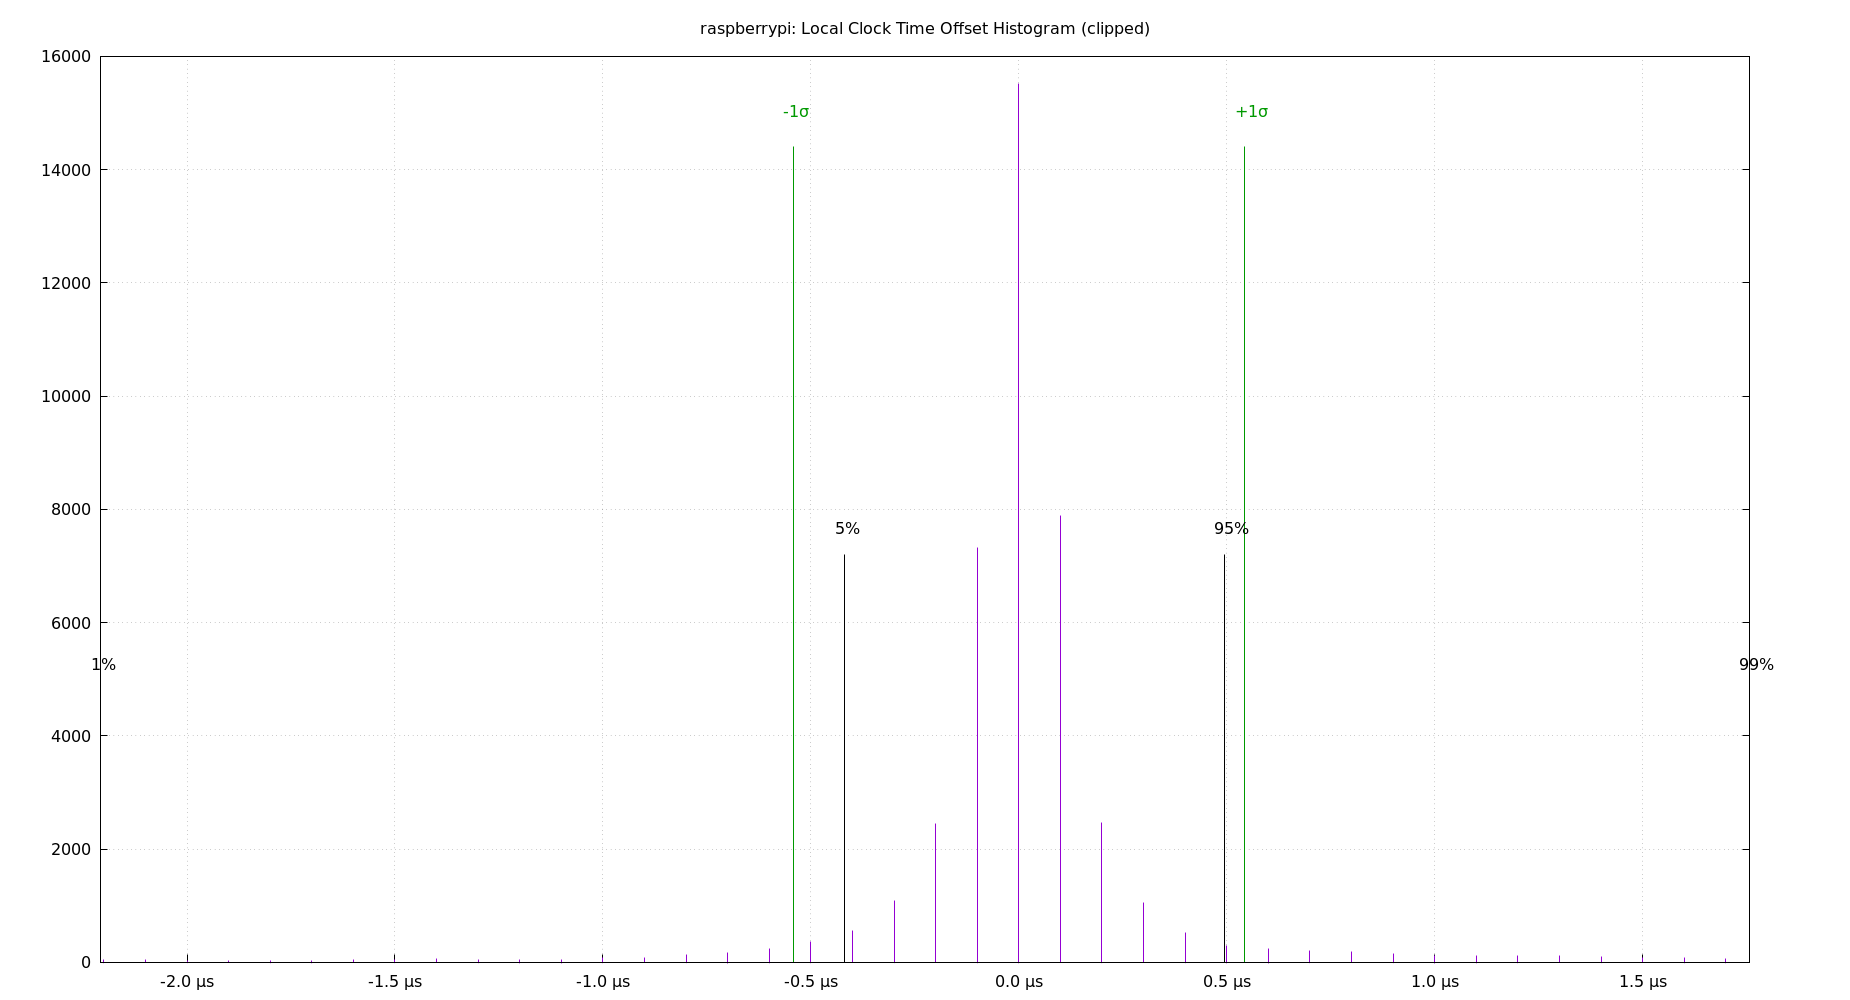 raspberrypi: Local Clock Time Offset Histogram (clipped)
16000
-1σ
+1σ
14000
12000
10000
8000
5%
95%
6000
1%
99%
4000
2000
0
-2.0 µs
-1.5 µs
-1.0 µs
-0.5 µs
0.0 µs
0.5 µs
1.0 µs
1.5 µs